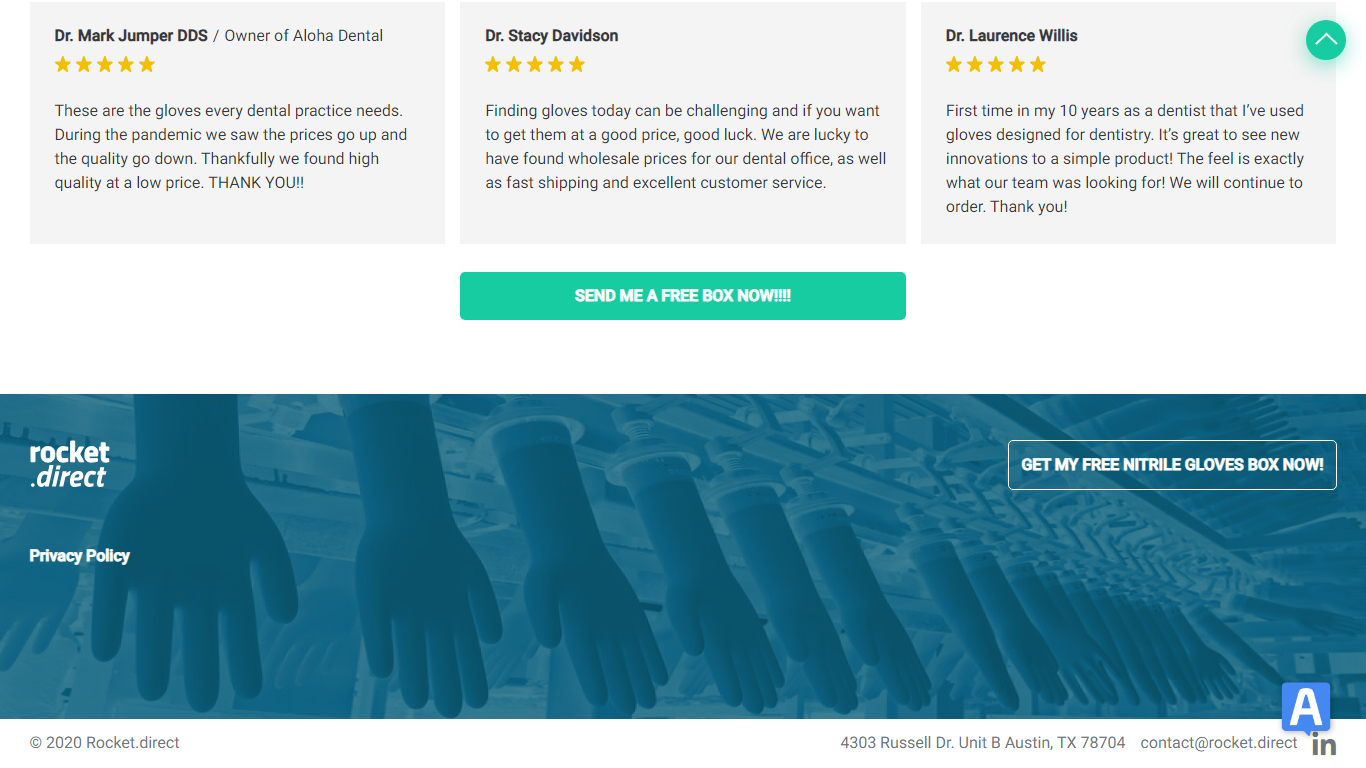 Dr. Mark Jumper DDS / Owner of Aloha Dental
These are the gloves every dental practice needs.
During the pandemic we saw the prices go up and
the quality go down. Thankfully we found high
quality at a low price. THANK YOU!!
Dr. Stacy Davidson
Finding gloves today can be challenging and if you want
to get them at a good price, good luck. We are lucky to
have found wholesale prices for our dental office, as well
as fast shipping and excellent customer service.
Dr. Laurence Willis
First time in my 10 years as a dentist that I’ve used
gloves designed for dentistry. It’s great to see new
innovations to a simple product! The feel is exactly
what our team was looking for! We will continue to
order. Thank you!
SEND ME A FREE BOX NOW!!!!
rocket
.direct
GET MY FREE NITRILE GLOVES BOX NOW!
Privacy Policy
A
© 2020 Rocket.direct
4303 Russell Dr. Unit B Austin, TX 78704
contact@rocket.direct
in